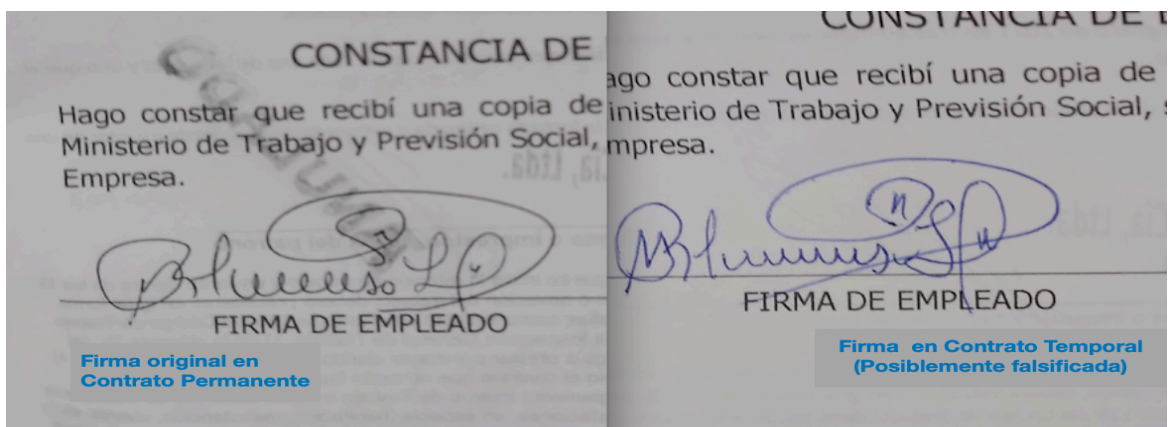 CONSTANCIA DE
Hago constar que recibí una copia de
Ministerio de Trabajo y Previsión Social,
Empresa.
FIRMA DE EMPLEADO
Firma original en
Contrato Permanente
CONSTANCIA DE E
ago constar que recibí una copia de
inisterio de Trabajo y Previsión Social,
mpresa.
FIRMA DE EMPLEADO
Firma en Contrato Temporal
(Posiblemente falsificada)